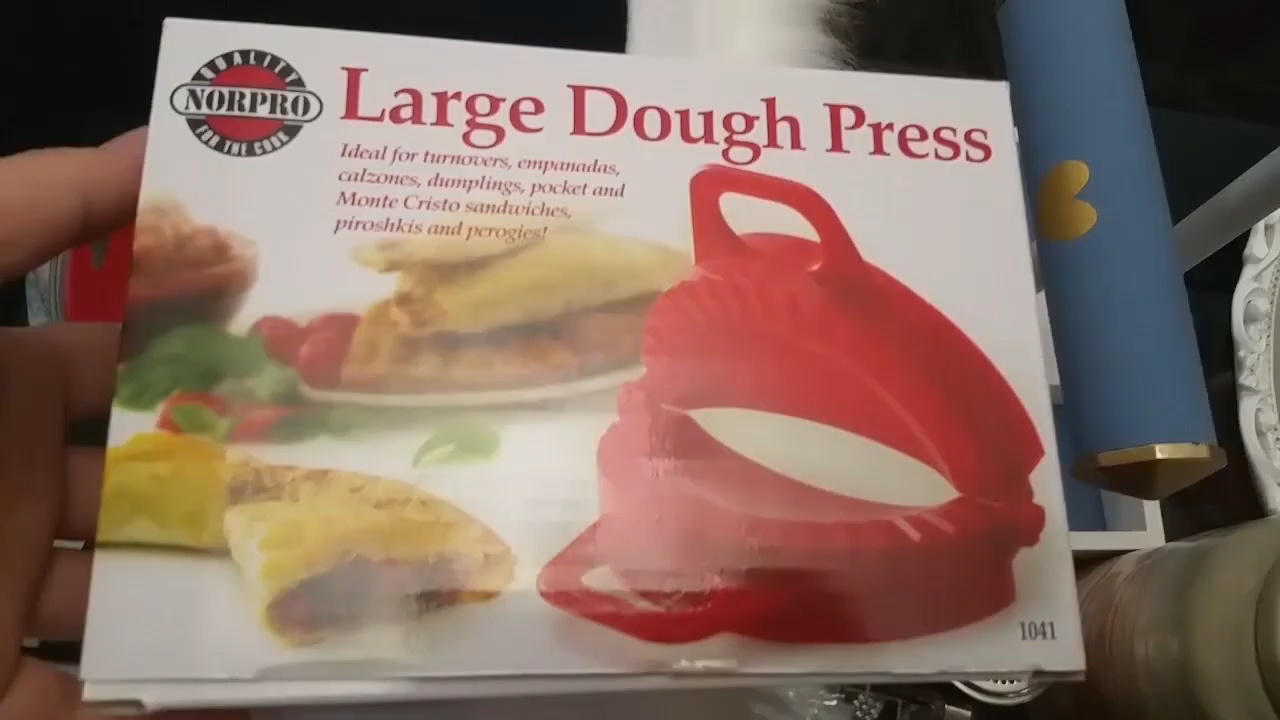 QUALITY
NORPRO
FOR THE COOK
Large Dough Press
Ideal for turnovers, empanadas,
calzones, dumplings, pocket and
Monte Cristo sandwiches,
piroshkis and perogies!
1041